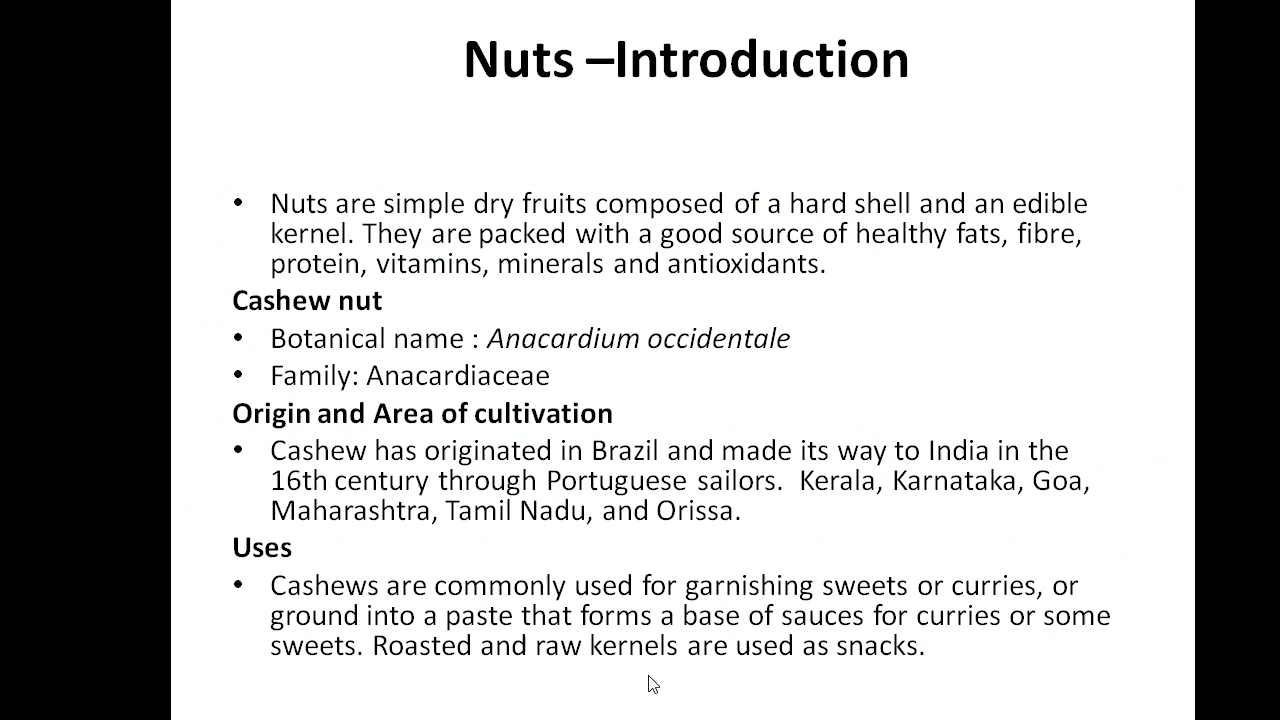 Nuts –Introduction
• Nuts are simple dry fruits composed of a hard shell and an edible
kernel. They are packed with a good source of healthy fats, fibre,
protein, vitamins, minerals and antioxidants.
Cashew nut
• Botanical name : Anacardium occidentale
• Family: Anacardiaceae
Origin and Area of cultivation
• Cashew has originated in Brazil and made its way to India in the
16th century through Portuguese sailors.  Kerala, Karnataka, Goa,
Maharashtra, Tamil Nadu, and Orissa.
Uses
• Cashews are commonly used for garnishing sweets or curries, or
ground into a paste that forms a base of sauces for curries or some
sweets. Roasted and raw kernels are used as snacks.